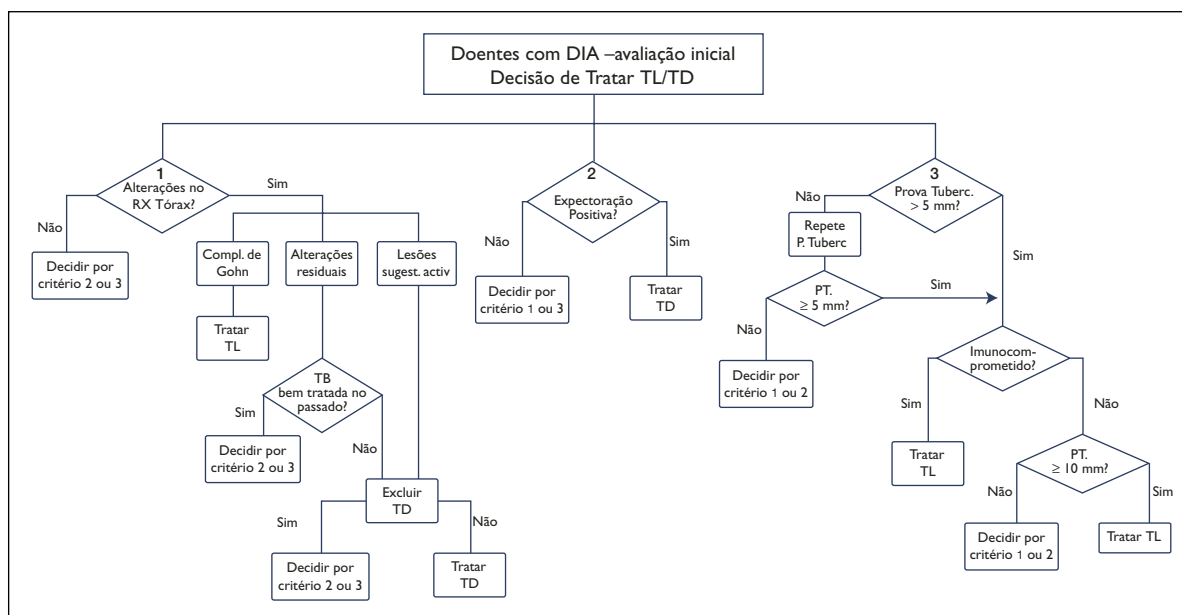 Doentes com DIA –avaliação inicial
Decisão de Tratar TL/TD
1
Alterações no
RX Tórax?
Não
Sim
Decidir por
critério 2 ou 3
Compl. de
Gohn
Alterações
residuais
Lesões
sugest. activ
Tratar
TL
TB
bem tratada no
passado?
Sim
Não
Decidir por
critério 2 ou 3
Excluir
TD
Sim
Não
Decidir por
critério 2 ou 3
Tratar
TD
2
Expectoração
Positiva?
Não
Sim
Decidir por
critério 1 ou 3
Tratar
TD
3
Prova Tuberc.
> 5 mm?
Não
Sim
Repete
P. Tuberc
PT.
≥ 5 mm?
Sim
Não
Decidir por
critério 1 ou 2
Imunocom-
prometido?
Sim
Não
Tratar
TL
PT.
≥ 10 mm?
Não
Sim
Decidir por
critério 1 ou 2
Tratar TL